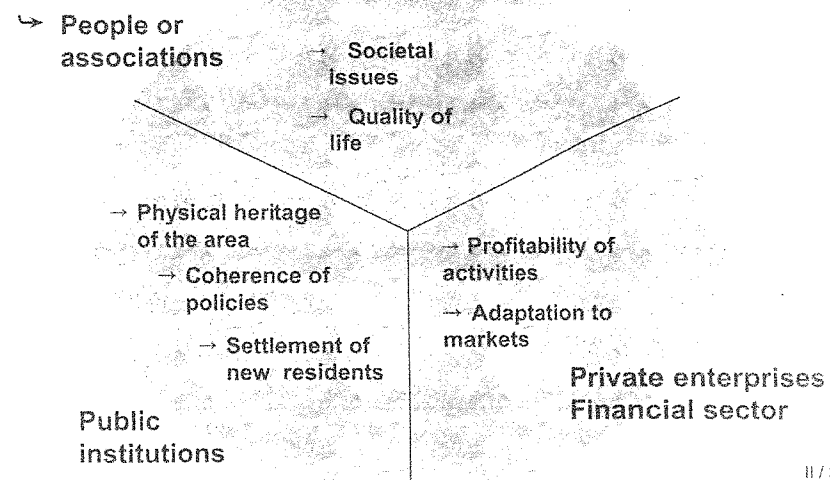 ↳ People or
associations
→ Societal
Issues
→ Quality of
life
→ Physical heritage
of the area
→ Coherence of
policies
→ Settlement of
new residents
Public
institutions
→ Profitability of
activities
→ Adaptation to
markets
Private enterprises
Financial sector
II /